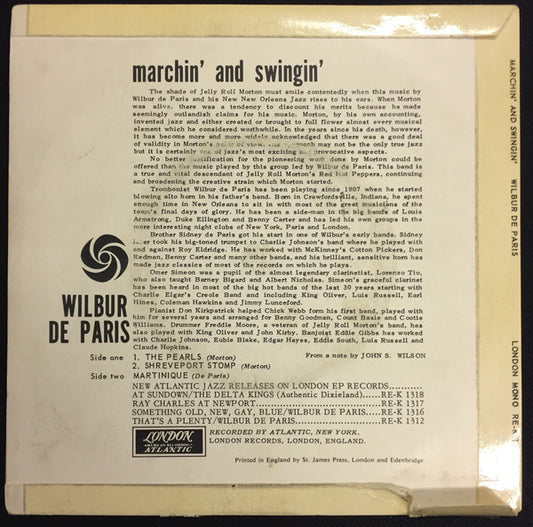 marchin' and swingin'
The shade of Jelly Roll Morton must smile contentedly when this music by
Wilbur de Paris and his New New Orleans Jazz rises to his ears. When Morton
was alive, there was a tendency to discount his merits because he made
seemingly outlandish claims for his music. Morton, by his own accounting,
invented jazz and either created or brought to full flower almost every musical
element which he considered worthwhile. In the years since his death, however,
it has become more and more widely acknowledged that there was a good deal
of validity in Morton's point of view. This may not be the only true jazz
but it is certainly one of jazz's most exciting and provocative aspects.
No better justification for the pioneering work done by Morton could be
offered than the music played by this group led by Wilbur de Paris. This band is
a true and vital descendant of Jelly Roll Morton's Red Hot Peppers, continuing
and broadening the creative strain which Morton started.
Trombonist Wilbur de Paris has been playing since 1907 when he started
blowing alto horn in his father's band. Born in Crawfordsville, Indiana, he spent
enough time in New Orleans to sit in with most of the great musicians of the
town's final days of glory. He has been a side-man in the big bands of Louis
Armstrong, Duke Ellington and Benny Carter and has led his own groups in the
more interesting night clubs of New York, Paris and London.
Brother Sidney de Paris got his start in one of Wilbur's early bands. Sidney
later took his big-toned trumpet to Charlie Johnson's band where he played with
and against Roy Eldridge. He has worked with McKinney's Cotton Pickers, Don
Redman, Benny Carter and many other bands, and his brilliant, sensitive horn has
made jazz classics of most of the records on which he plays.
Omer Simeon was a pupil of the almost legendary clarinetist, Lorenzo Tio,
who also taught Barney Bigard and Albert Nicholas. Simeon's graceful clarinet
has been heard in most of the big hot bands of the last 30 years starting with
Charlie Elgar's Creole Band and including King Oliver, Luis Russell, Earl
Hines, Coleman Hawkins and Jimmy Lunceford.
Pianist Don Kirkpatrick helped Chick Webb form his first band, played with
him for several years and arranged for Benny Goodman, Count Basie and Cootie
Williams. Drummer Freddie Moore, a veteran of Jelly Roll Morton's band, has
also played with King Oliver and John Kirby. Banjoist Eddie Gibbs has worked
with Charlie Johnson, Eubie Blake, Edgar Hayes, Eddie South, Luis Russell and
Claude Hopkins.
From a note by JOHN S. WILSON
WILBUR
DE PARIS
Side one 1. THE PEARLS (Morton)
2. SHREVEPORT STOMP (Morton)
Side two MARTINIQUE (De Paris)
NEW ATLANTIC JAZZ RELEASES ON LONDON EP RECORDS............
AT SUNDOWN/THE DELTA KINGS (Authentic Dixieland).....RE-K 1318
RAY CHARLES AT NEWPORT..................RE-K 1317
SOMETHING OLD, NEW, GAY, BLUE/WILBUR DE PARIS.....RE-K 1316
THAT'S A PLENTY/WILBUR DE PARIS..................RE-K 1312
LONDON
AMERICAN RECORDINGS
ATLANTIC
RECORDED BY ATLANTIC, NEW YORK.
LONDON RECORDS, LONDON, ENGLAND.
Printed in England by St. James Press, London and Edenbridge
MARCHIN' AND SWINGIN' WILBUR DE PARIS LONDON MONO RE-K